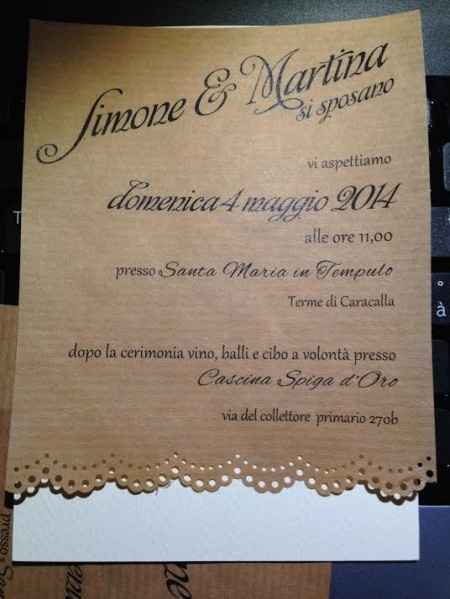 Simone & Martina
si sposano
vi aspettiamo
domenica 4 maggio 2014
alle ore 11,00
presso Santa Maria in Tempulo
Terme di Caracalla
dopo la cerimonia vino, balli e cibo a volontà presso
Cascina Spiga d'Oro
via del collettore primario 270b
presso
T
°
à